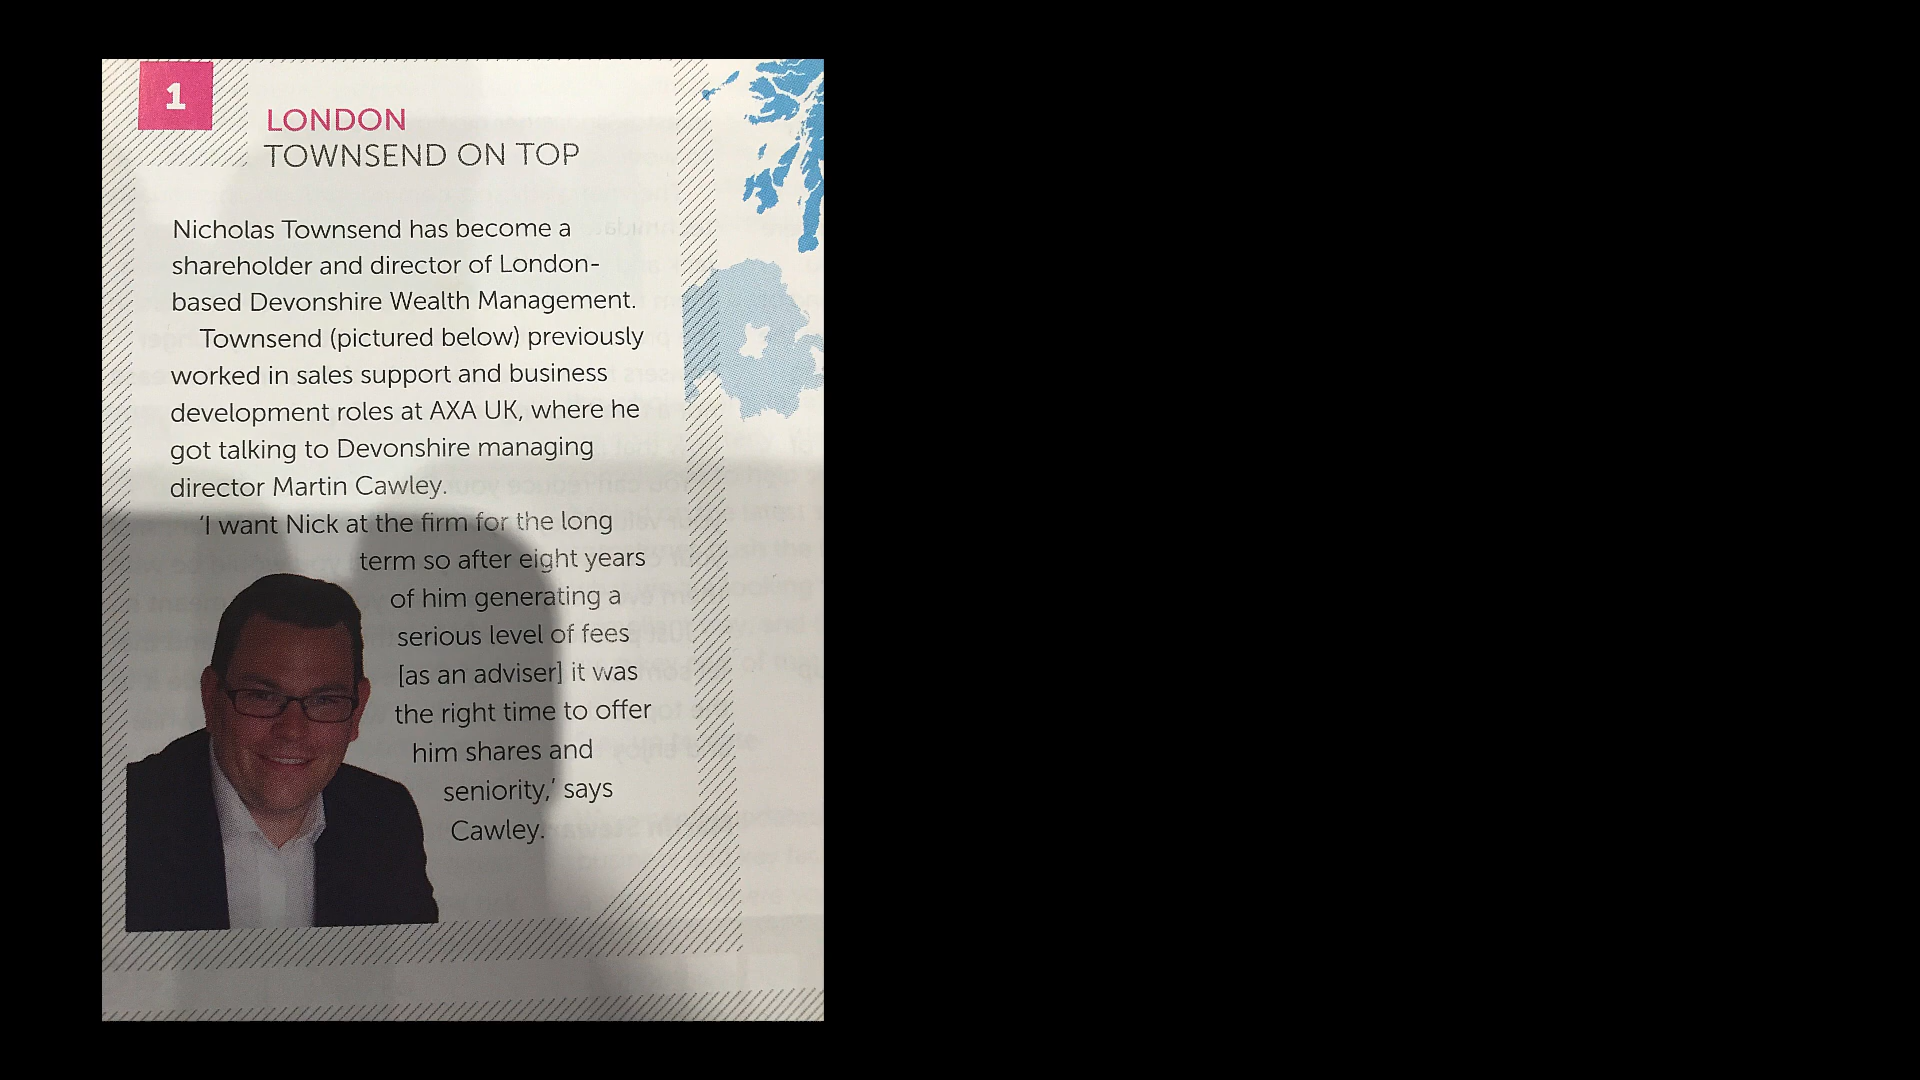 1
LONDON
TOWNSEND ON TOP
Nicholas Townsend has become a
shareholder and director of London-
based Devonshire Wealth Management.
Townsend (pictured below) previously
worked in sales support and business
development roles at AXA UK, where he
got talking to Devonshire managing
director Martin Cawley.
‘I want Nick at the firm for the long
term so after eight years
of him generating a
serious level of fees
[as an adviser] it was
the right time to offer
him shares and
seniority,’ says
Cawley.